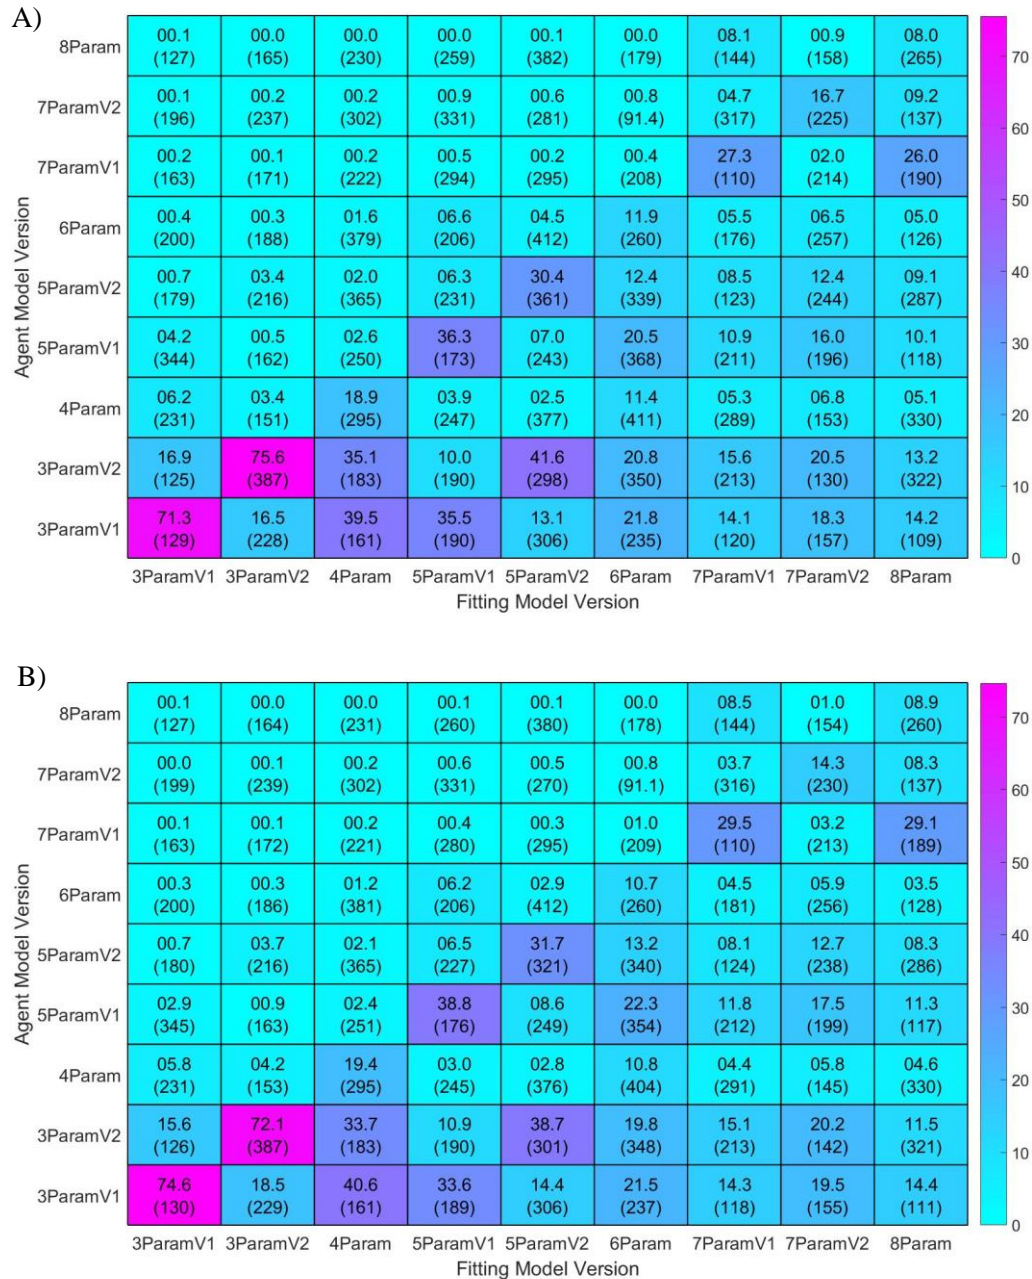 A)
8Param 00.1 00.0 00.0 00.0 00.1 00.0 08.1 00.9 08.0
(127) (165) (230) (259) (382) (179) (144) (158) (265)
7ParamV2 00.1 00.2 00.2 00.9 00.6 00.8 04.7 16.7 09.2
(196) (237) (302) (331) (281) (91.4) (317) (225) (137)
7ParamV1 00.2 00.1 00.2 00.5 00.2 00.4 27.3 02.0 26.0
(163) (171) (222) (294) (295) (208) (110) (214) (190)
6Param 00.4 00.3 01.6 06.6 04.5 11.9 05.5 06.5 05.0
(200) (188) (379) (206) (412) (260) (176) (257) (126)
5ParamV2 00.7 03.4 02.0 06.3 30.4 12.4 08.5 12.4 09.1
(179) (216) (365) (231) (361) (339) (123) (244) (287)
5ParamV1 04.2 00.5 02.6 36.3 07.0 20.5 10.9 16.0 10.1
(344) (162) (250) (173) (243) (368) (211) (196) (118)
4Param 06.2 03.4 18.9 03.9 02.5 11.4 05.3 06.8 05.1
(231) (151) (295) (247) (377) (411) (289) (153) (330)
3ParamV2 16.9 75.6 35.1 10.0 41.6 20.8 15.6 20.5 13.2
(125) (387) (183) (190) (298) (350) (213) (130) (322)
3ParamV1 71.3 16.5 39.5 35.5 13.1 21.8 14.1 18.3 14.2
(129) (228) (161) (190) (306) (235) (120) (157) (109)
3ParamV1 3ParamV2 4Param 5ParamV1 5ParamV2 6Param 7ParamV1 7ParamV2 8Param
Fitting Model Version
Agent Model Version
70
60
50
40
30
20
10
0
B)
8Param 00.1 00.0 00.0 00.1 00.1 00.0 08.5 01.0 08.9
(127) (164) (231) (260) (380) (178) (144) (154) (260)
7ParamV2 00.0 00.1 00.2 00.6 00.5 00.8 03.7 14.3 08.3
(199) (239) (302) (331) (270) (91.1) (316) (230) (137)
7ParamV1 00.1 00.1 00.2 00.4 00.3 01.0 29.5 03.2 29.1
(163) (172) (221) (280) (295) (209) (110) (213) (189)
6Param 00.3 00.3 01.2 06.2 02.9 10.7 04.5 05.9 03.5
(200) (186) (381) (206) (412) (260) (181) (256) (128)
5ParamV2 00.7 03.7 02.1 06.5 31.7 13.2 08.1 12.7 08.3
(180) (216) (365) (227) (321) (340) (124) (238) (286)
5ParamV1 02.9 00.9 02.4 38.8 08.6 22.3 11.8 17.5 11.3
(345) (163) (251) (176) (249) (354) (212) (199) (117)
4Param 05.8 04.2 19.4 03.0 02.8 10.8 04.4 05.8 04.6
(231) (153) (295) (245) (376) (404) (291) (145) (330)
3ParamV2 15.6 72.1 33.7 10.9 38.7 19.8 15.1 20.2 11.5
(126) (387) (183) (190) (301) (348) (213) (142) (321)
3ParamV1 74.6 18.5 40.6 33.6 14.4 21.5 14.3 19.5 14.4
(130) (229) (161) (189) (306) (237) (118) (155) (111)
3ParamV1 3ParamV2 4Param 5ParamV1 5ParamV2 6Param 7ParamV1 7ParamV2 8Param
Fitting Model Version
Agent Model Version
70
60
50
40
30
20
10
0